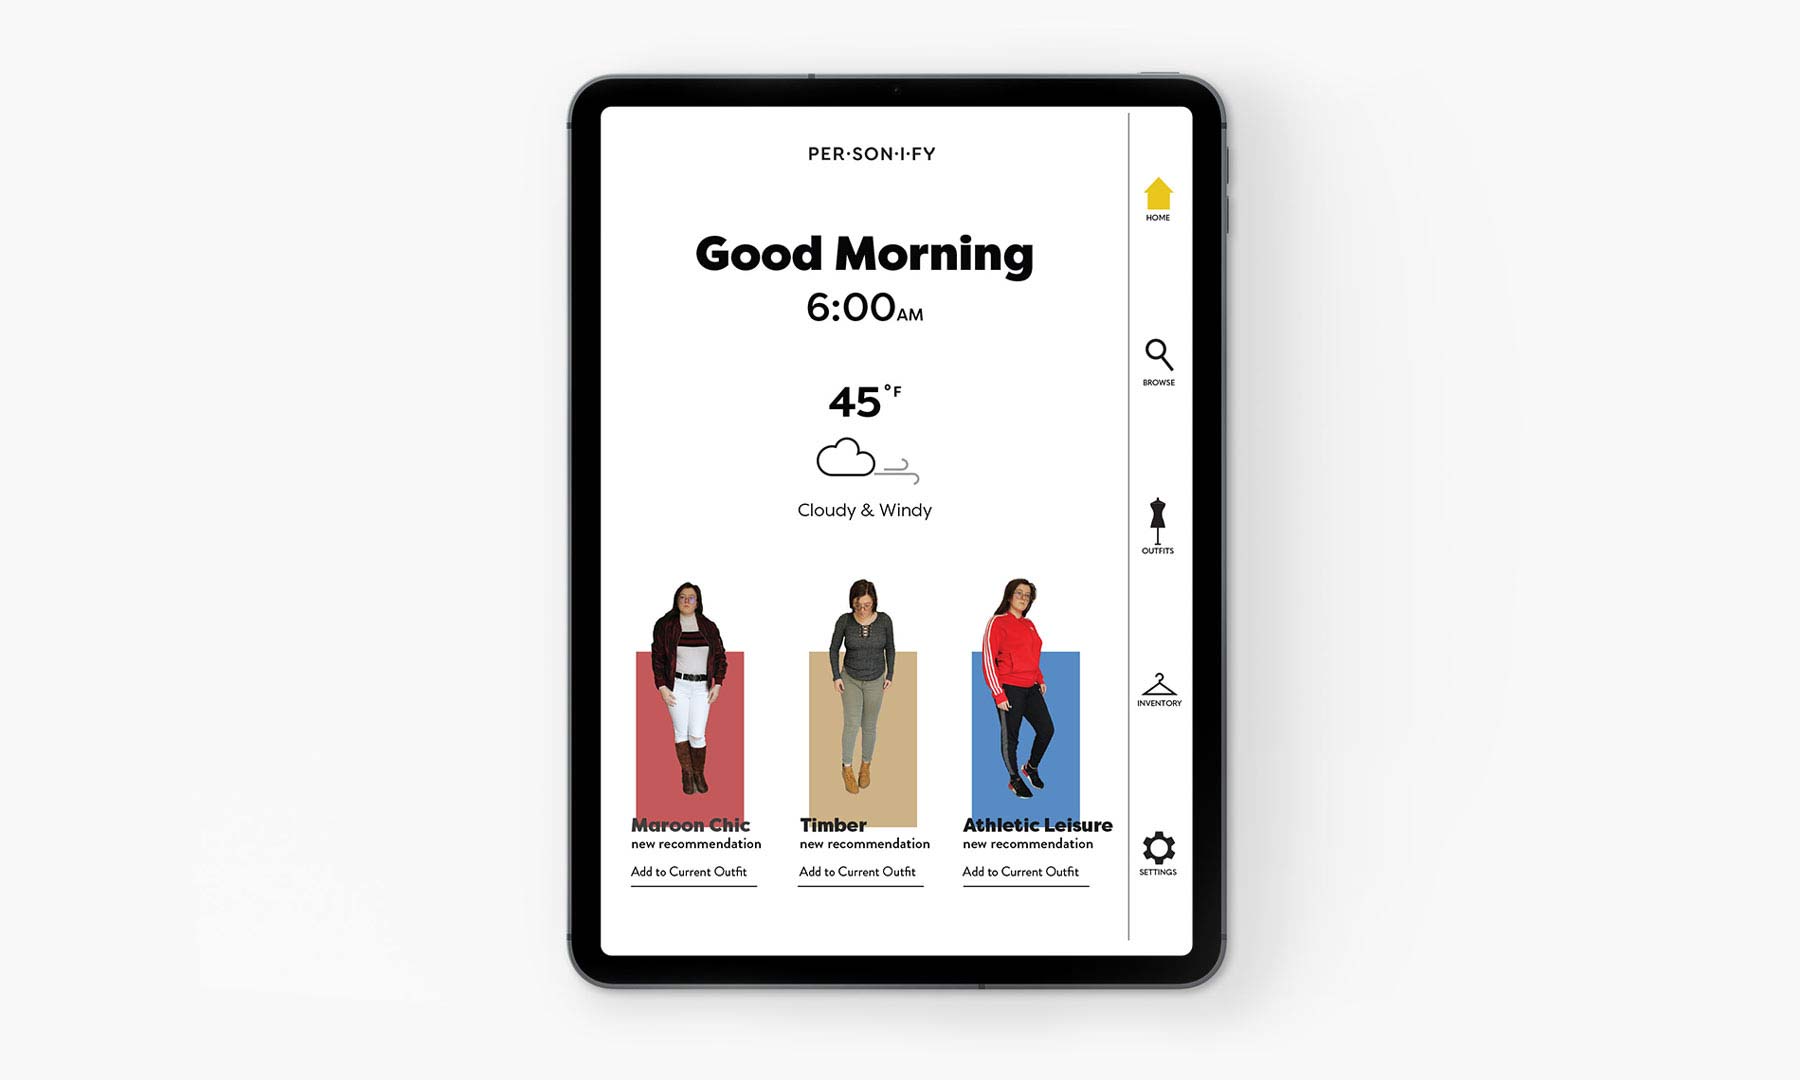 PER·SON·I·FY
Good Morning
6:00AM
45°F
Cloudy & Windy
Maroon Chic
new recommendation
Add to Current Outfit
Timber
new recommendation
Add to Current Outfit
Athletic Leisure
new recommendation
Add to Current Outfit
HOME
BROWSE
OUTFITS
INVENTORY
SETTINGS